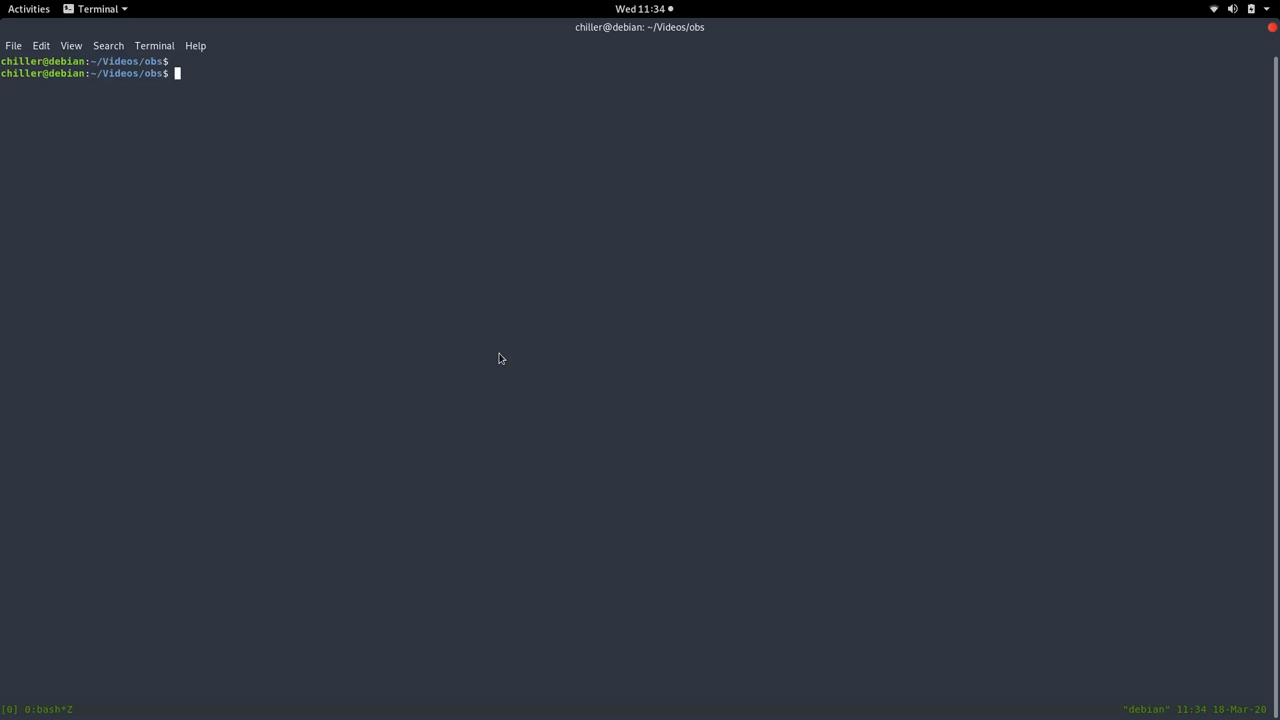 Activities Terminal Wed 11:34
chiller@debian: ~/Videos/obs
File Edit View Search Terminal Help
chiller@debian:~/Videos/obs$
chiller@debian:~/Videos/obs$
[0] 0:bash*Z "debian" 11:34 18-Mar-20